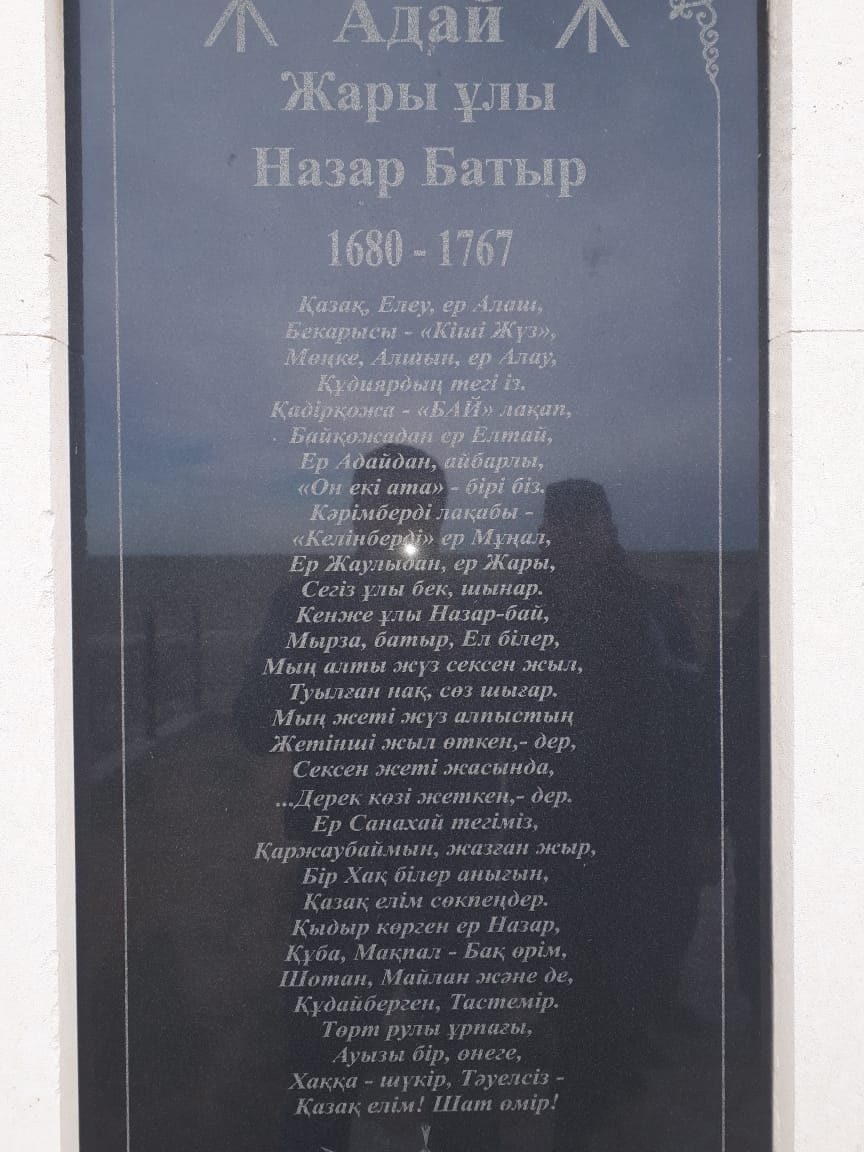 Адай
Жары ұлы
Назар Батыр
1680 - 1767
Қазақ, Елеу, ер Алаш,
Бекарысы - «Кіші Жүз»,
Мөңке, Алшын, ер Алау,
Құдиярдың тегі із.
Қадірқожа - «БАЙ» лақап,
Байқожадан ер Елтай,
Ер Адайдан, айбарлы,
«Он екі ата» - бірі біз.
Кәрімберді лақабы -
«Келінберді» ер Мұңал,
Ер Жаулыдан, ер Жары,
Сегіз ұлы бек, шынар.
Кенже ұлы Назар-бай,
Мырза, батыр, Ел білер,
Мың алты жүз сексен жыл,
Туылған нақ, сөз шығар.
Мың жеті жүз алпыстың
Жетінші жыл өткен,- дер,
Сексен жеті жасында,
...Дерек көзі жеткен,- дер.
Ер Санахай тегіміз,
Қаржаубаймын, жазған жыр,
Бір Хақ білер анығын,
Қазақ елім сөкпеңдер.
Қыдыр көрген ер Назар,
Құба, Мақпал - Бақ өрім,
Шотан, Майлан және де,
Құдайберген, Тастемір.
Төрт рулы ұрпағы,
Ауызы бір, өнеге,
Хаққа - шүкір, Тәуелсіз -
Қазақ елім! Шат өмір!